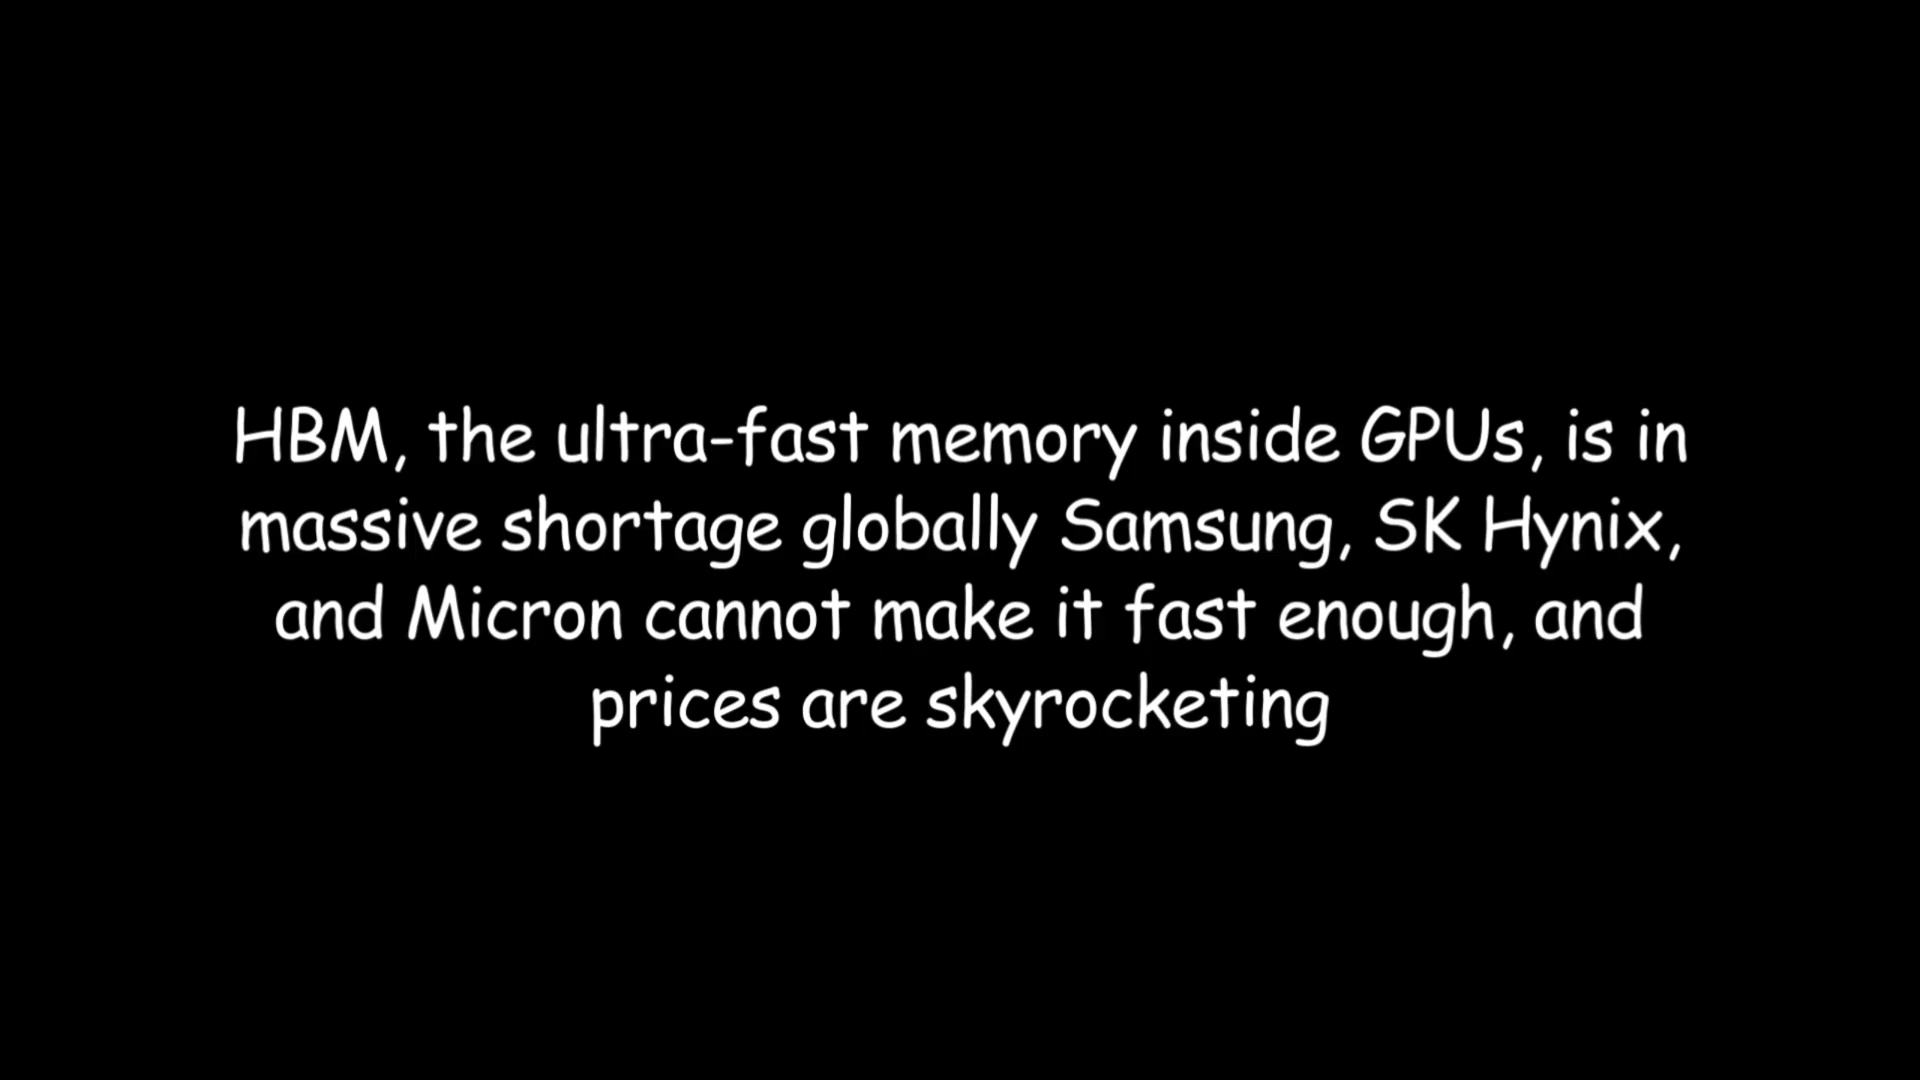 HBM, the ultra-fast memory inside GPUs, is in
massive shortage globally Samsung, SK Hynix,
and Micron cannot make it fast enough, and
prices are skyrocketing